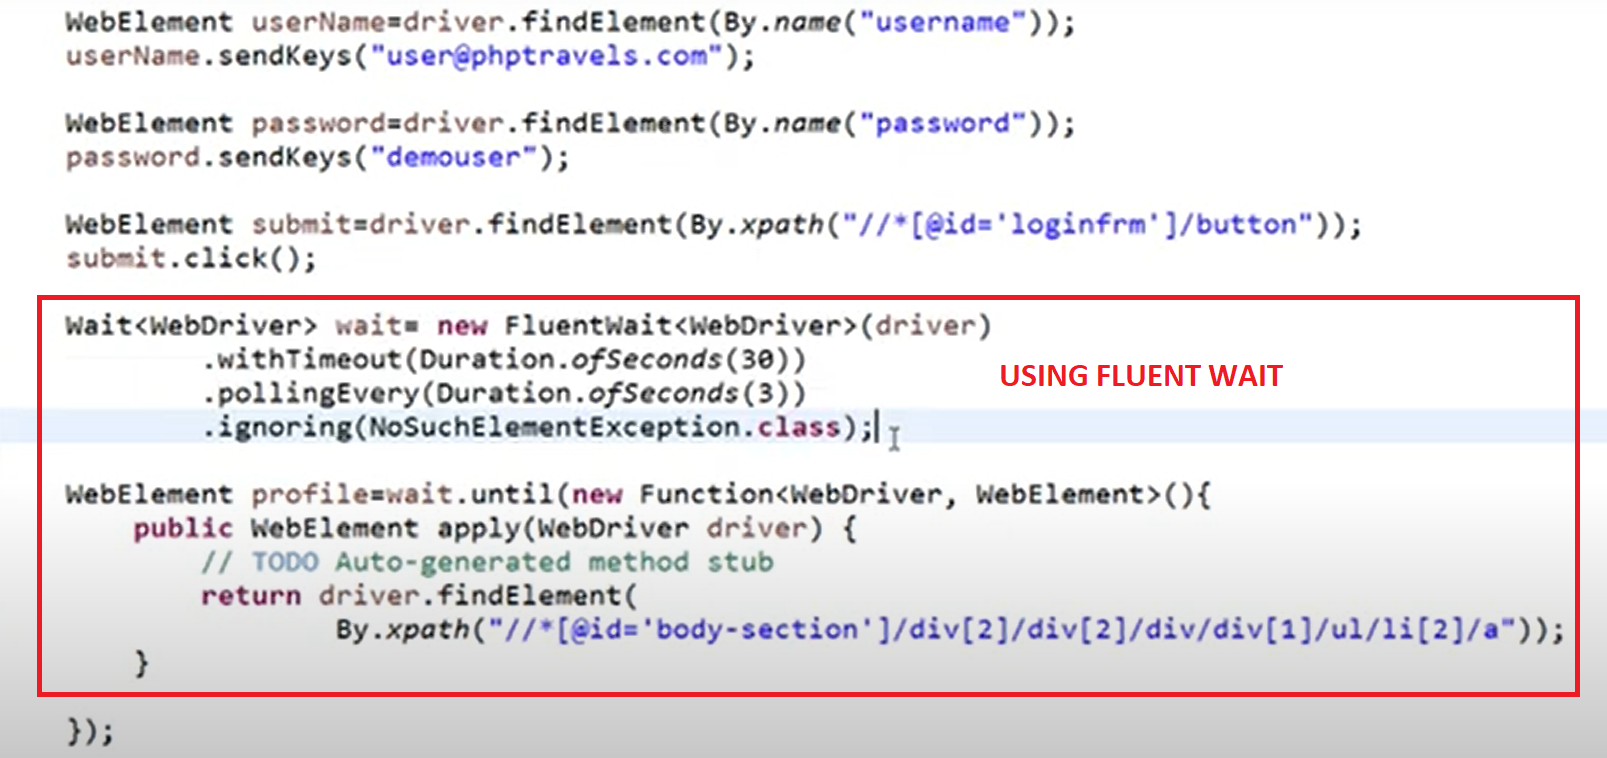 WebElement userName=driver.findElement(By.name("username"));
userName.sendKeys("user@phptravels.com");
WebElement password=driver.findElement(By.name("password"));
password.sendKeys("demouser");
WebElement submit=driver.findElement(By.xpath("//*[@id='loginfrm']/button"));
submit.click();
Wait<WebDriver> wait= new FluentWait<WebDriver>(driver)
.withTimeout(Duration.ofSeconds(30))
USING FLUENT WAIT
.pollingEvery(Duration.ofSeconds(3))
.ignoring(NoSuchElementException.class);
WebElement profile=wait.until(new Function<WebDriver, WebElement>(){
public WebElement apply(WebDriver driver) {
// TODO Auto-generated method stub
return driver.findElement(
By.xpath("//*[@id='body-section']/div[2]/div[2]/div/div[1]/ul/li[2]/a"));
}
});